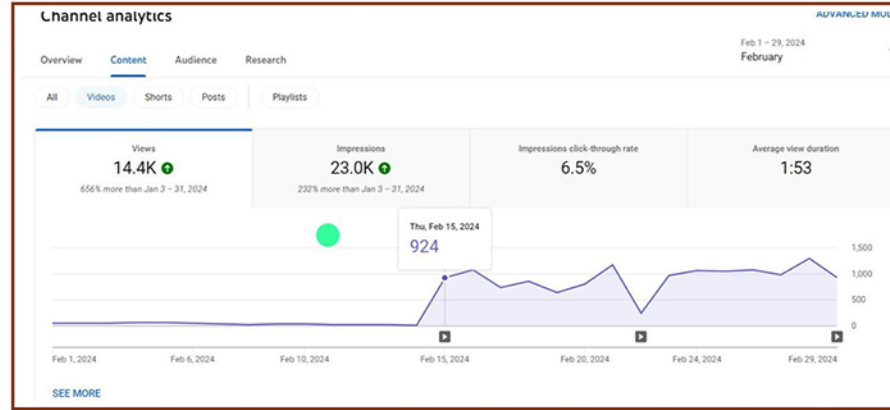 Channel analytics
ADVANCED MO
Feb 1 – 29, 2024
February
Overview Content Audience Research
All Videos Shorts Posts Playlists
Views
14.4K
656% more than Jan 3 – 31, 2024
Impressions
23.0K
232% more than Jan 3 – 31, 2024
Impressions click-through rate
6.5%
Average view duration
1:53
Thu, Feb 15, 2024
924
1,500
1,000
500
0
Feb 1, 2024 Feb 6, 2024 Feb 10, 2024 Feb 15, 2024 Feb 20, 2024 Feb 24, 2024 Feb 29, 2024
SEE MORE